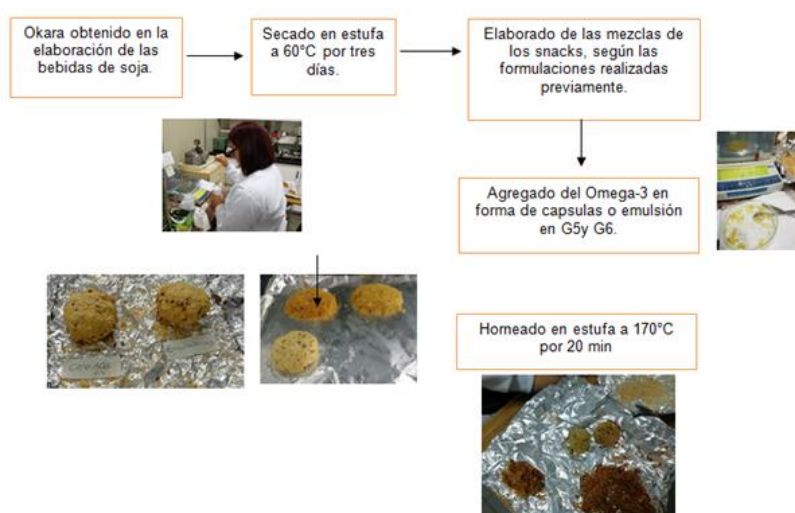 Okara obtenido en la
elaboración de las
bebidas de soja.
Secado en estufa
a 60°C por tres
días.
Elaborado de las mezclas de
los snacks, según las
formulaciones realizadas
previamente.
Agregado del Omega-3 en
forma de capsulas o emulsión
en G5y G6.
Horneado en estufa a 170°C
por 20 min